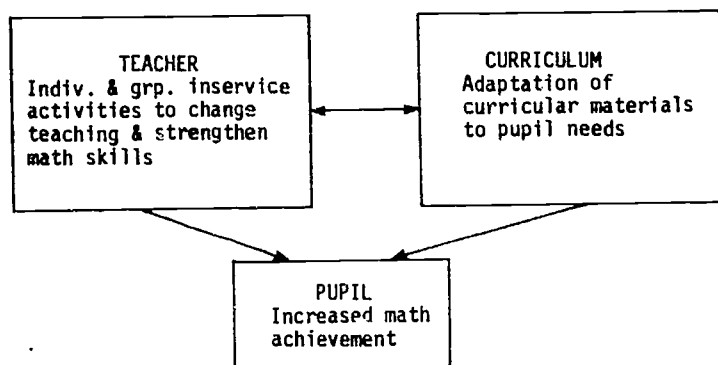 TEACHER
Indiv. & grp. inservice
activities to change
teaching & strengthen
math skills
CURRICULUM
Adaptation of
curricular materials
to pupil needs
PUPIL
Increased math
achievement